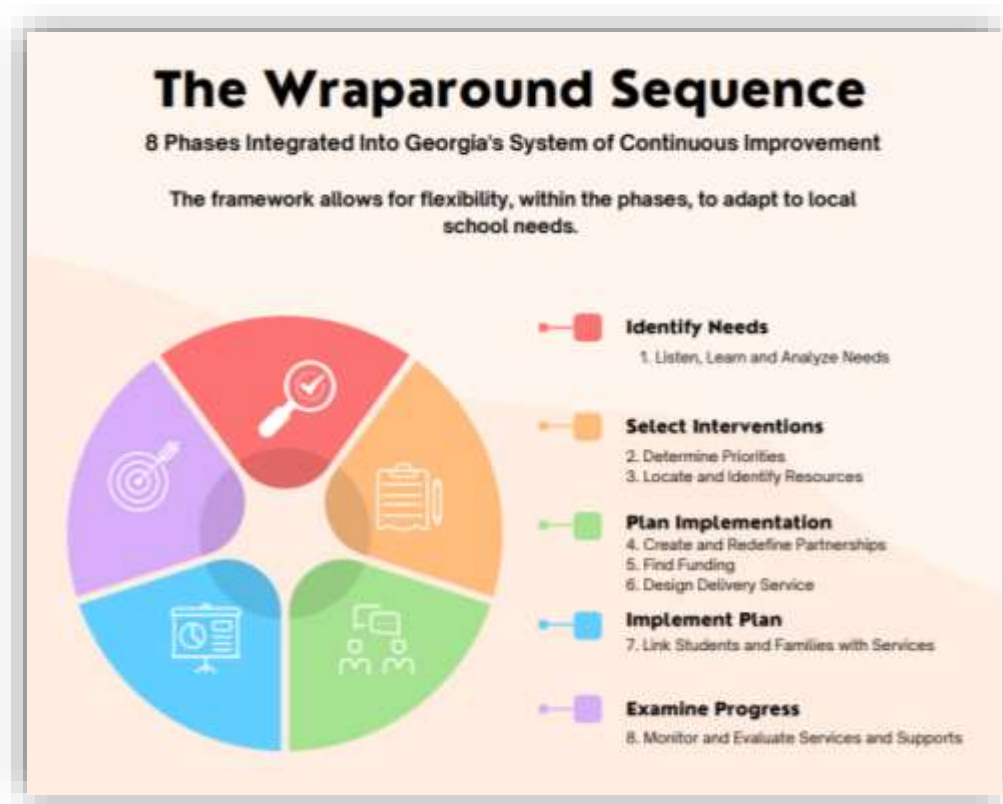 The Wraparound Sequence
8 Phases Integrated Into Georgia's System of Continuous Improvement
The framework allows for flexibility, within the phases, to adapt to local
school needs.
Identify Needs
1. Listen, Learn and Analyze Needs
Select Interventions
2. Determine Priorities
3. Locate and Identify Resources
Plan Implementation
4. Create and Redefine Partnerships
5. Find Funding
6. Design Delivery Service
Implement Plan
7. Link Students and Families with Services
Examine Progress
8. Monitor and Evaluate Services and Supports